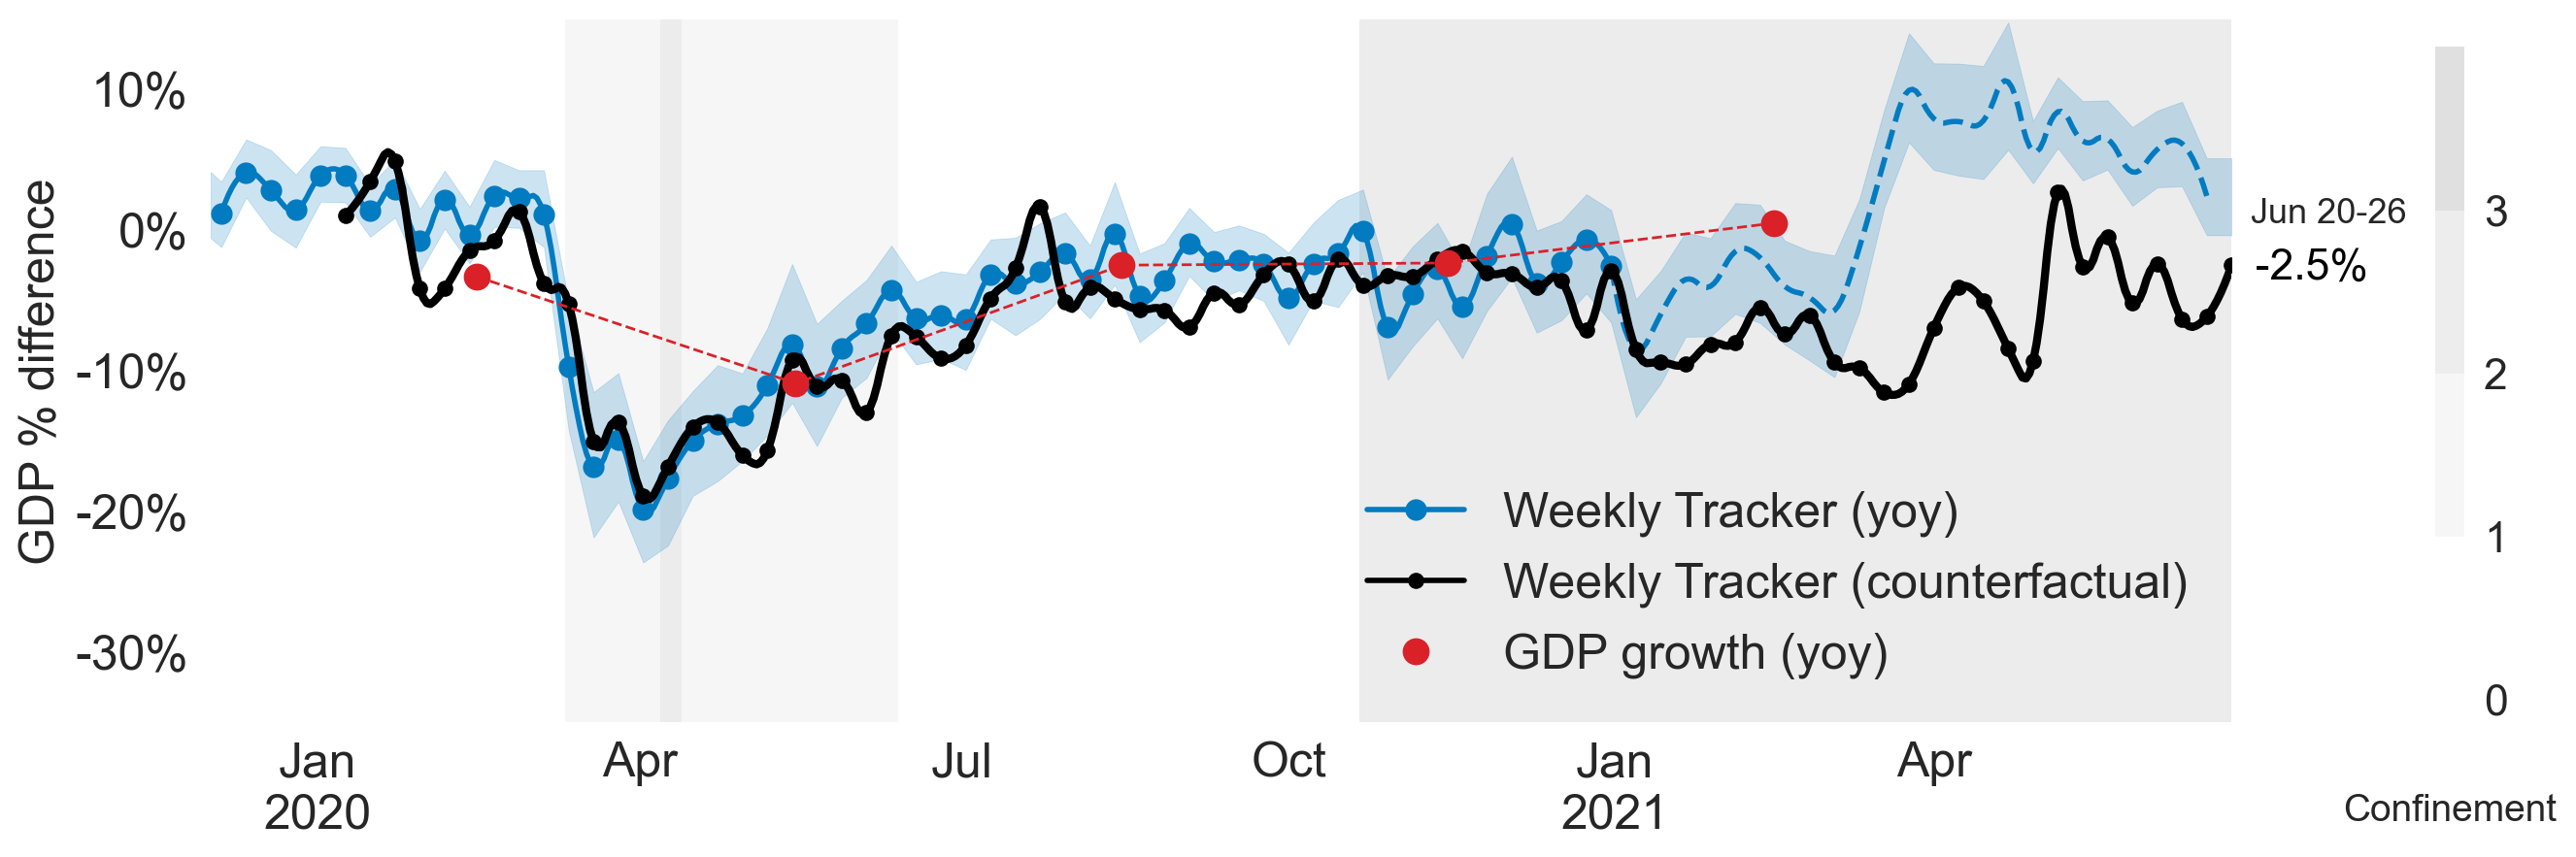 GDP % difference
10%
0%
-10%
-20%
-30%
Jan
2020
Apr
Jul
Oct
Jan
2021
Apr
Weekly Tracker (yoy)
Weekly Tracker (counterfactual)
GDP growth (yoy)
Jun 20-26
-2.5%
3
2
1
0
Confinement